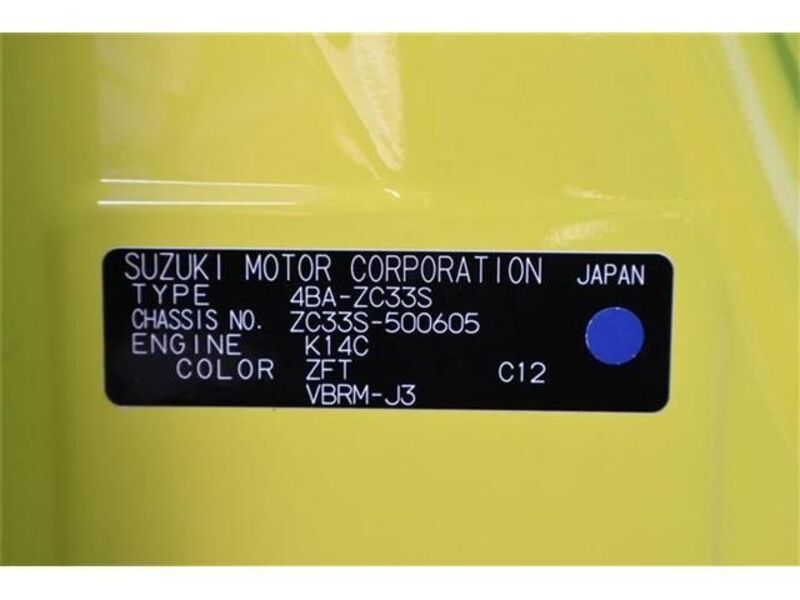 SUZUKI MOTOR CORPORATION JAPAN
TYPE 4BA-ZC33S
CHASSIS NO. ZC33S-500605
ENGINE K14C
COLOR ZFT C12
VBRM-J3